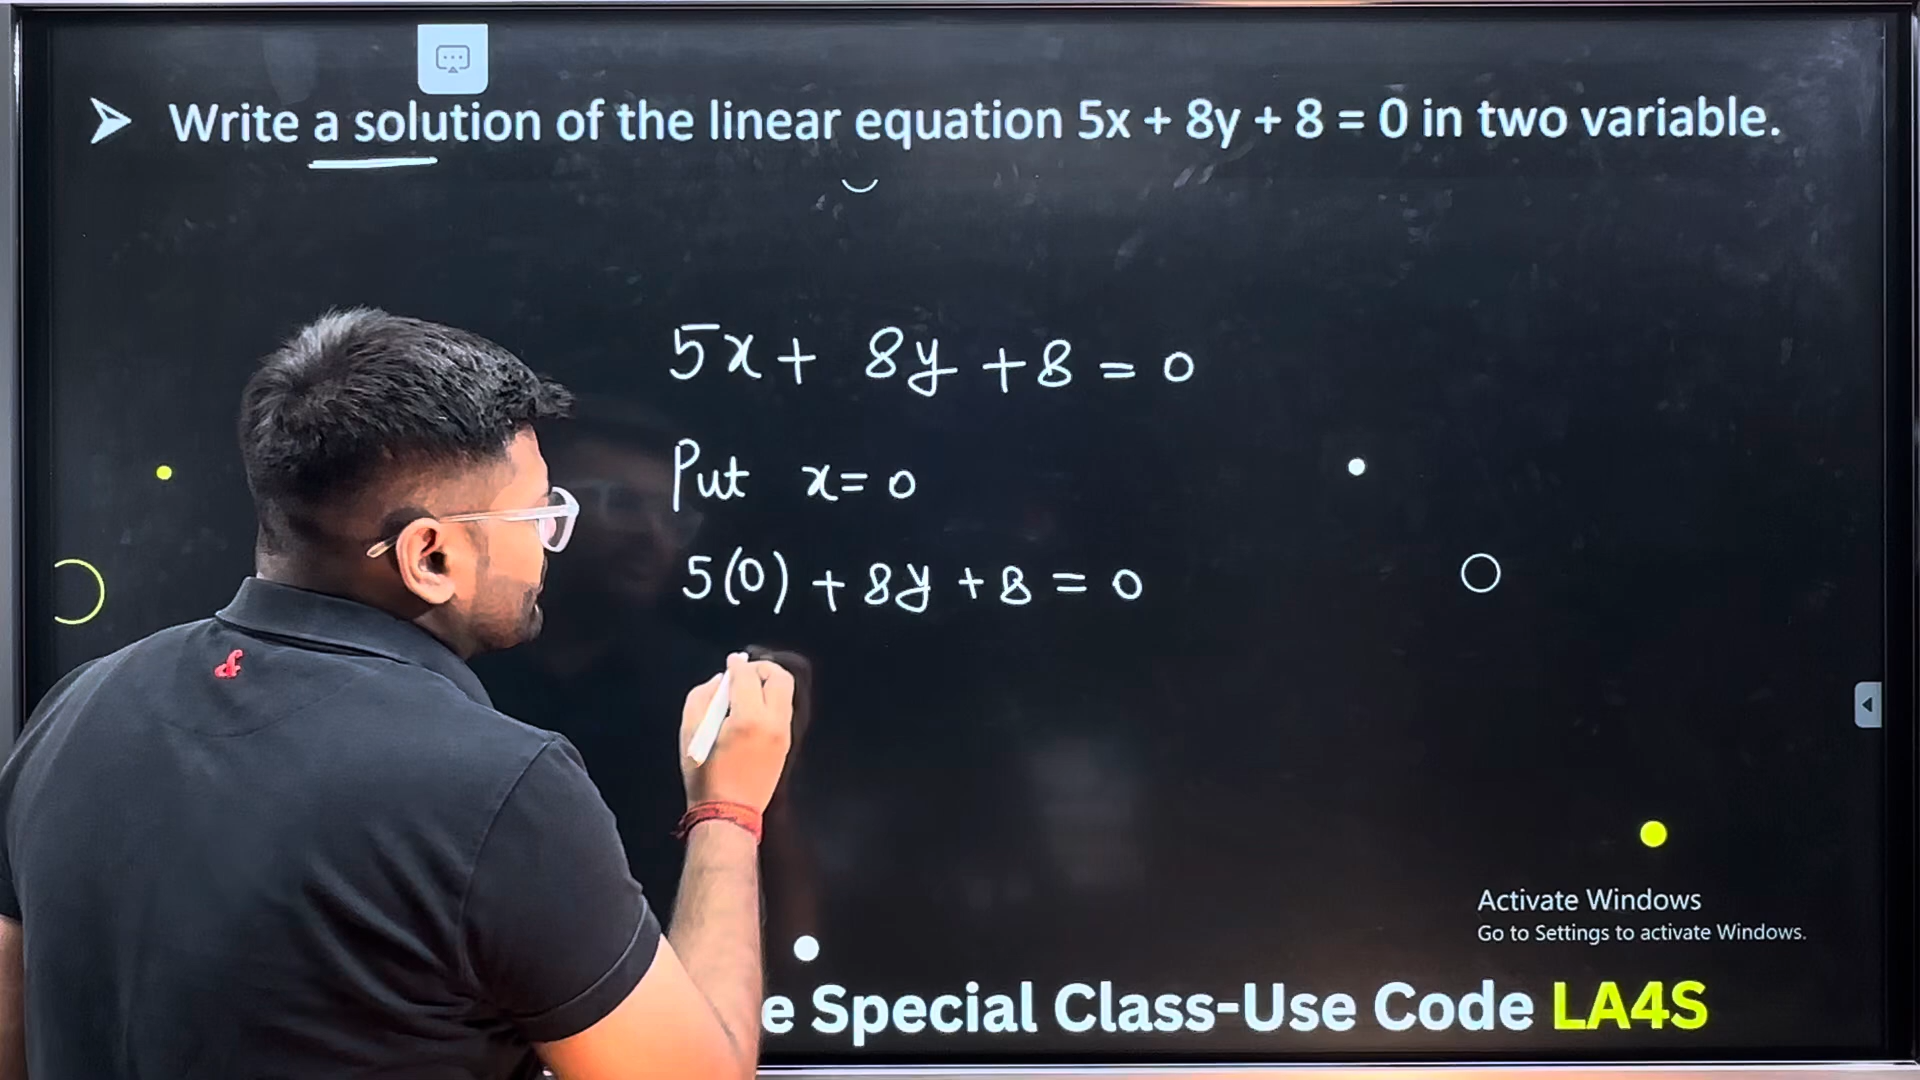 ➤ Write a solution of the linear equation 5x + 8y + 8 = 0 in two variable.
5x + 8y + 8 = 0
Put x = 0
5(0) + 8y + 8 = 0
Activate Windows
Go to Settings to activate Windows.
e Special Class-Use Code LA4S